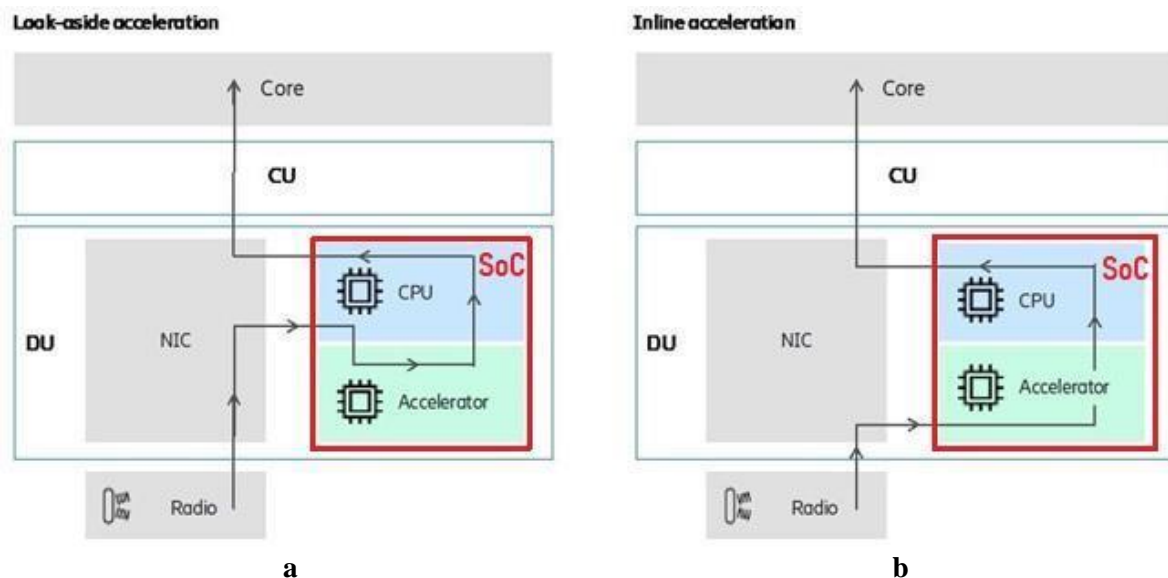 Look-aside acceleration
Core
CU
SoC
CPU
DU
NIC
Accelerator
Radio
a
Inline acceleration
Core
CU
SoC
CPU
DU
NIC
Accelerator
Radio
b